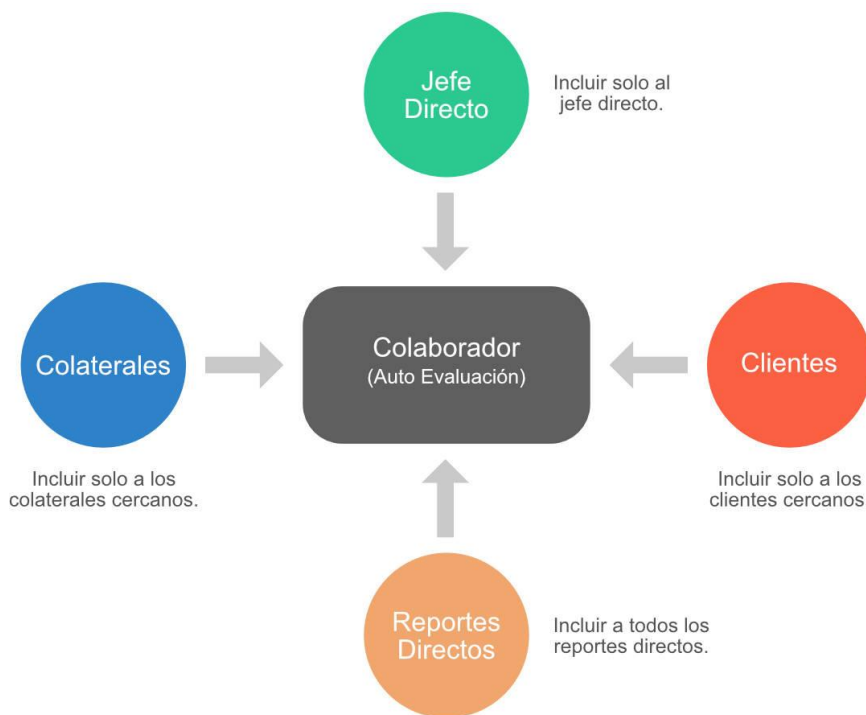 Jefe
Directo
Incluir solo al
jefe directo.
Colaterales
Colaborador
(Auto Evaluación)
Clientes
Incluir solo a los
colaterales cercanos.
Incluir solo a los
clientes cercanos
Reportes
Directos
Incluir a todos los
reportes directos.